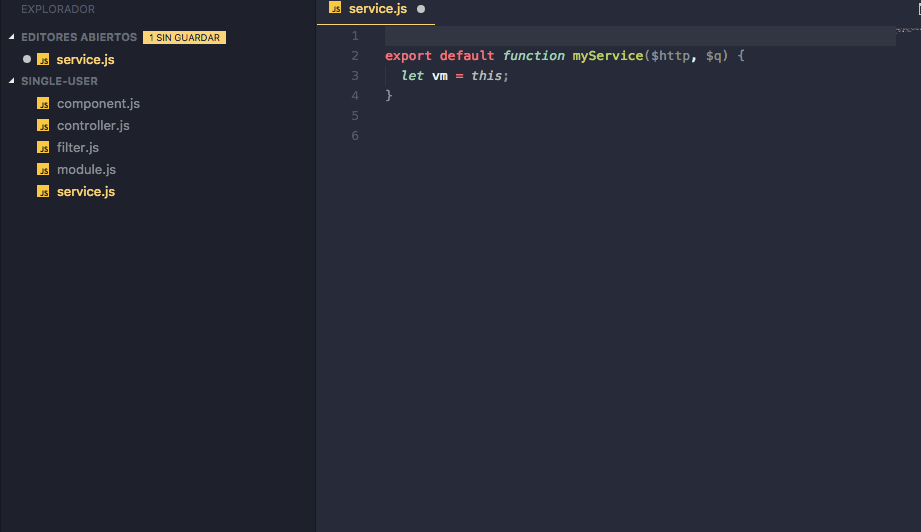 EXPLORADOR
EDITORES ABIERTOS 1 SIN GUARDAR
JS service.js
SINGLE-USER
JS component.js
JS controller.js
JS filter.js
JS module.js
JS service.js
JS service.js
1
2 export default function myService($http, $q) {
3 let vm = this;
4 }
5
6